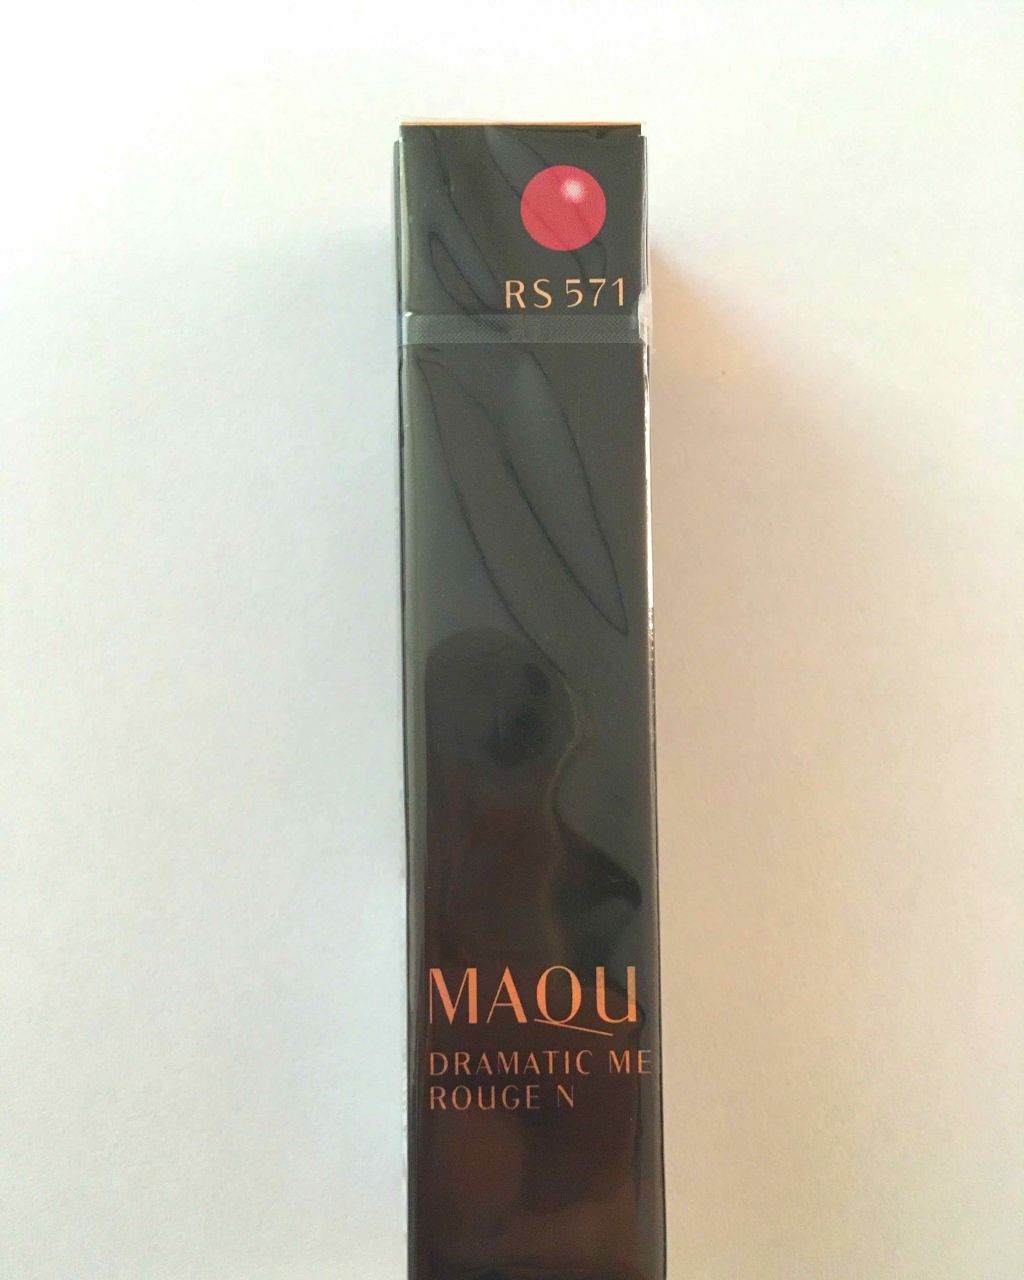 RS 571
MAQU
DRAMATIC ME
ROUGE N